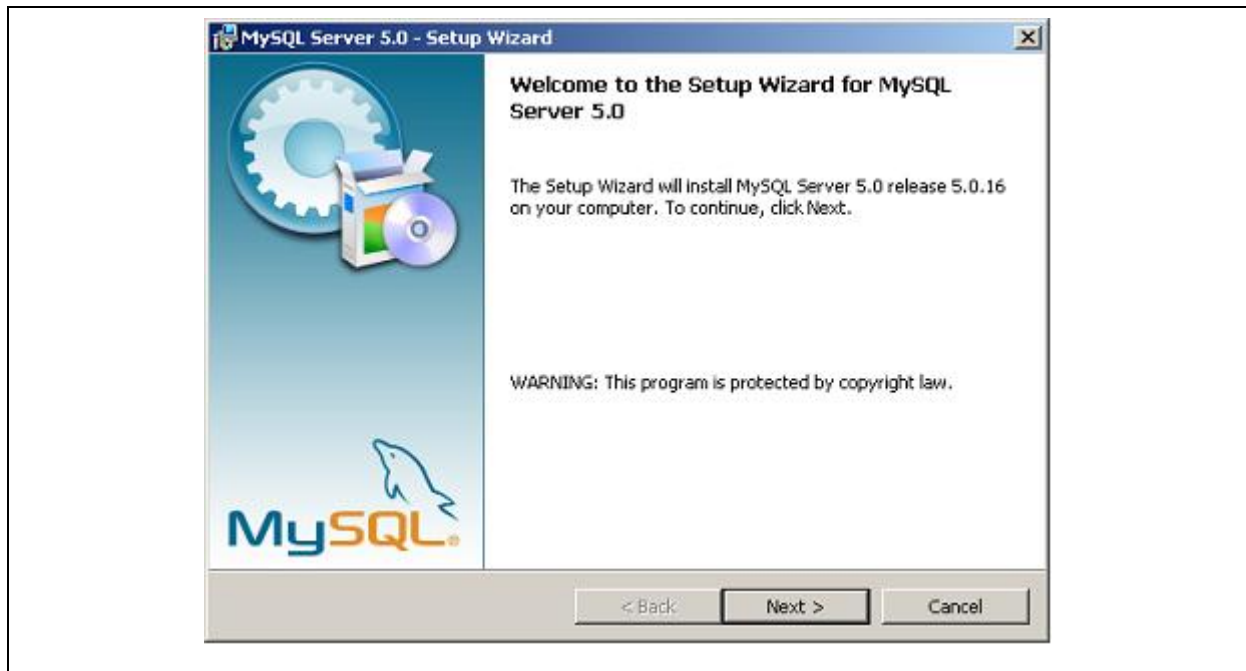 MySQL Server 5.0 - Setup Wizard
Welcome to the Setup Wizard for MySQL
Server 5.0
The Setup Wizard will install MySQL Server 5.0 release 5.0.16
on your computer. To continue, click Next.
WARNING: This program is protected by copyright law.
MySQL®
< Back
Next >
Cancel